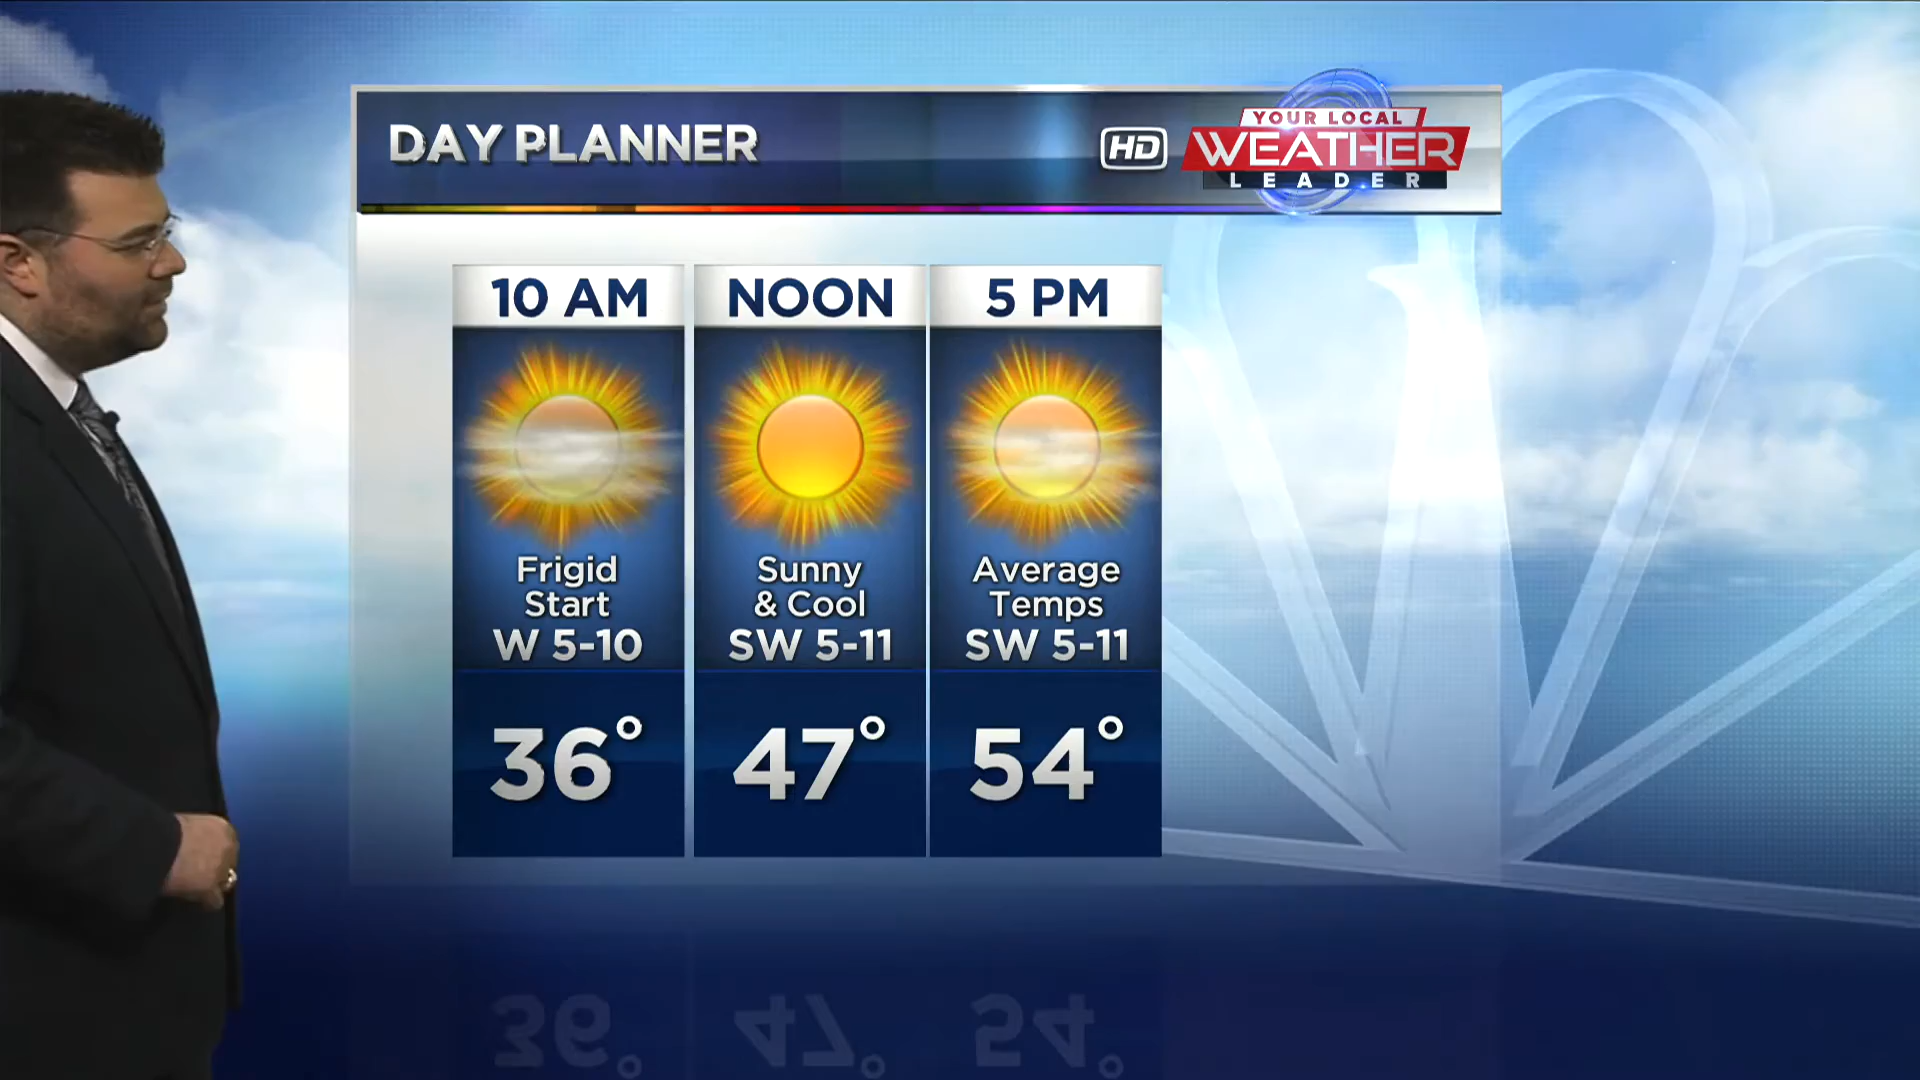 DAY PLANNER
HD
YOUR LOCAL
WEATHER
LEADER
10 AM
Frigid
Start
W 5-10
36°
NOON
Sunny
& Cool
SW 5-11
47°
5 PM
Average
Temps
SW 5-11
54°